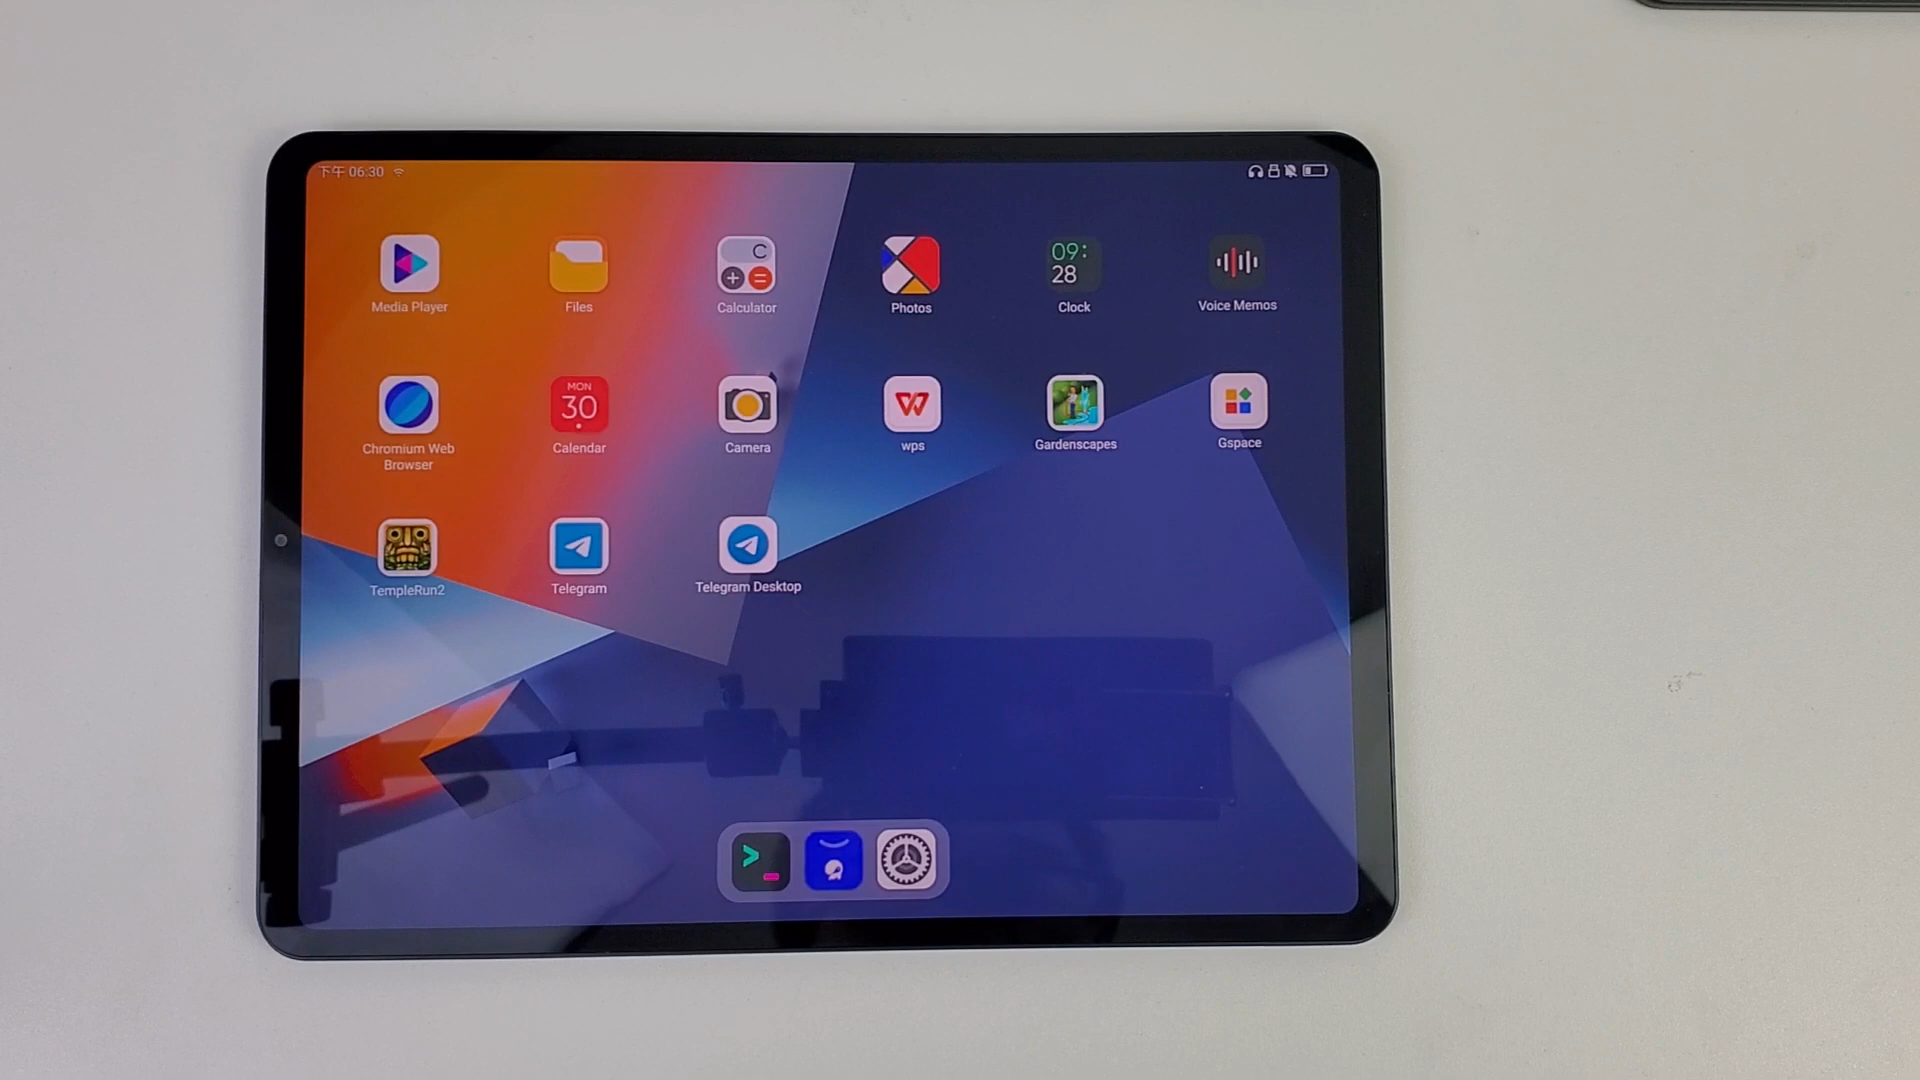 下午 06:30
C
09:
28
Media Player
Files
Calculator
Photos
Clock
Voice Memos
MON
30
Chromium Web
Browser
Calendar
Camera
wps
Gardenscapes
Gspace
TempleRun2
Telegram
Telegram Desktop